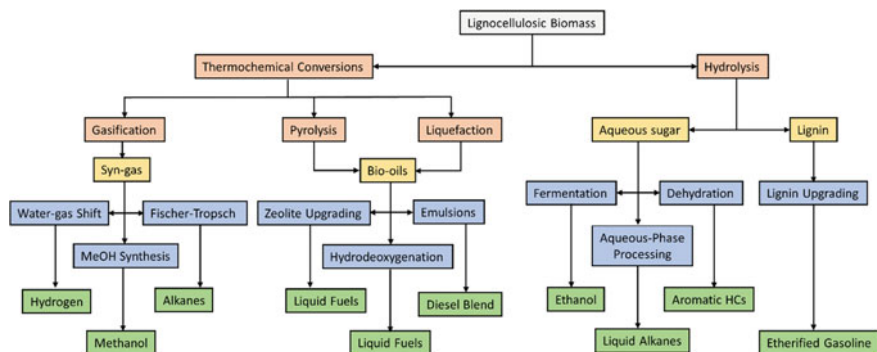 Lignocellulosic Biomass
Thermochemical Conversions
Hydrolysis
Gasification
Pyrolysis
Liquefaction
Aqueous sugar
Lignin
Syn-gas
Bio-oils
Fermentation
Dehydration
Lignin Upgrading
Water-gas Shift
Fischer-Tropsch
Zeolite Upgrading
Emulsions
Aqueous-Phase
Processing
MeOH Synthesis
Hydrodeoxygenation
Hydrogen
Alkanes
Liquid Fuels
Diesel Blend
Ethanol
Aromatic HCs
Methanol
Liquid Fuels
Liquid Alkanes
Etherified Gasoline